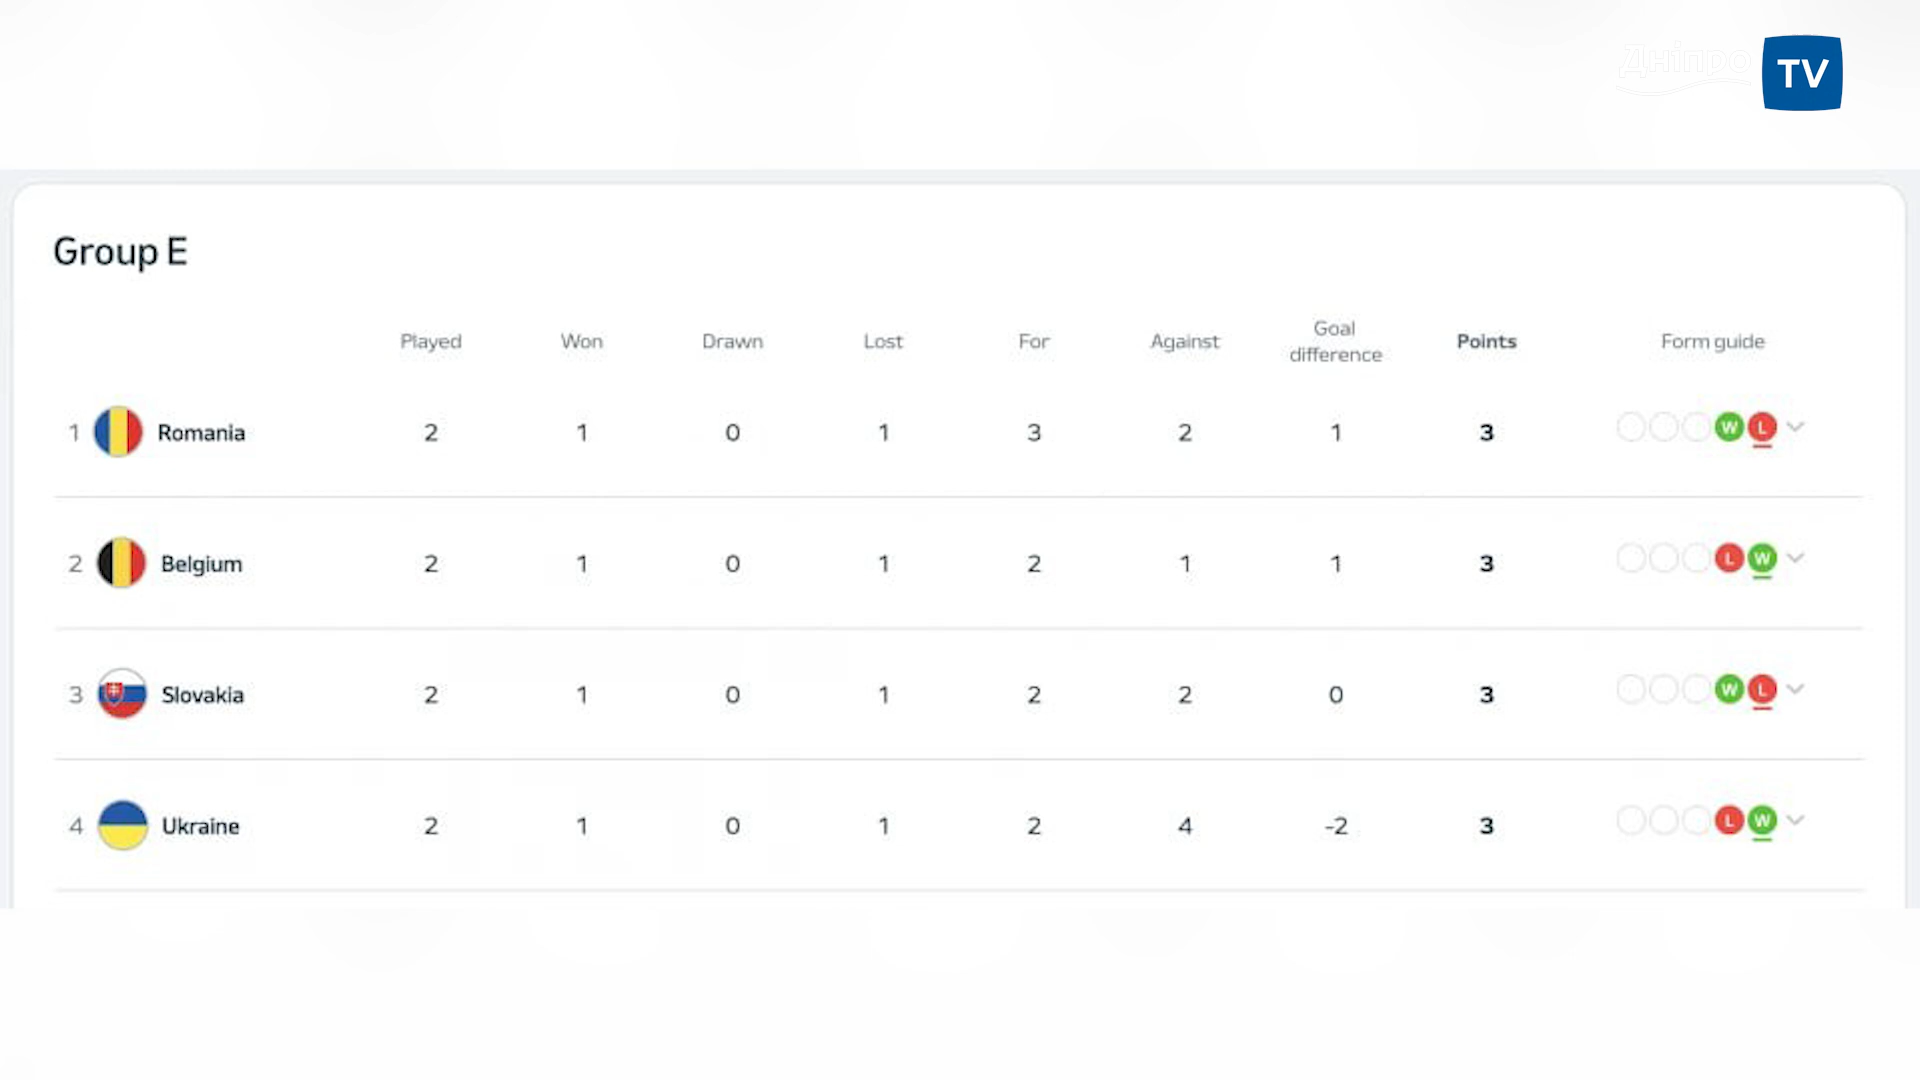 Дніпро TV
Group E
Played Won Drawn Lost For Against Goal difference Points Form guide
1 Romania 2 1 0 1 3 2 1 3 W L
2 Belgium 2 1 0 1 2 1 1 3 L W
3 Slovakia 2 1 0 1 2 2 0 3 W L
4 Ukraine 2 1 0 1 2 4 -2 3 L W